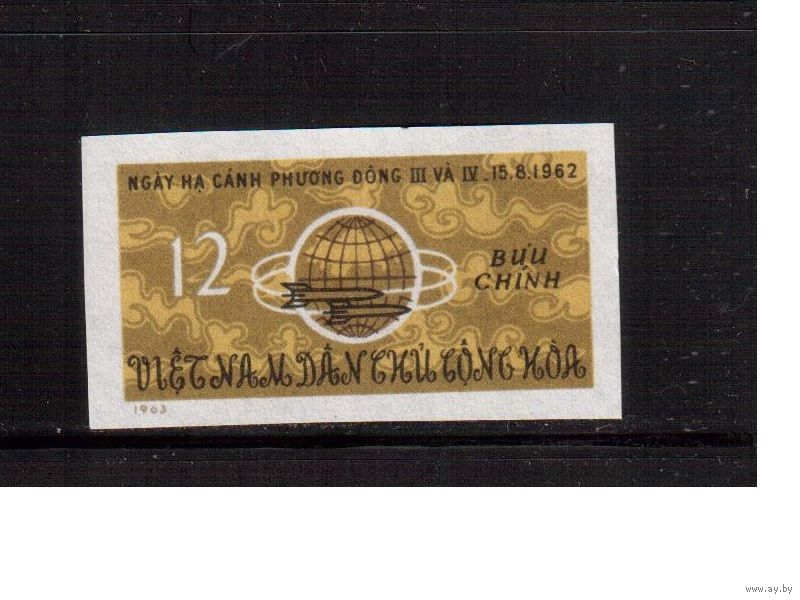 NGÀY HẠ CÁNH PHƯƠNG ĐÔNG III VÀ IV_15.8.1962
12
BƯU
CHÍNH
VIỆT NAM DÂN CHỦ CỘNG HÒA
1963
www.ay.by